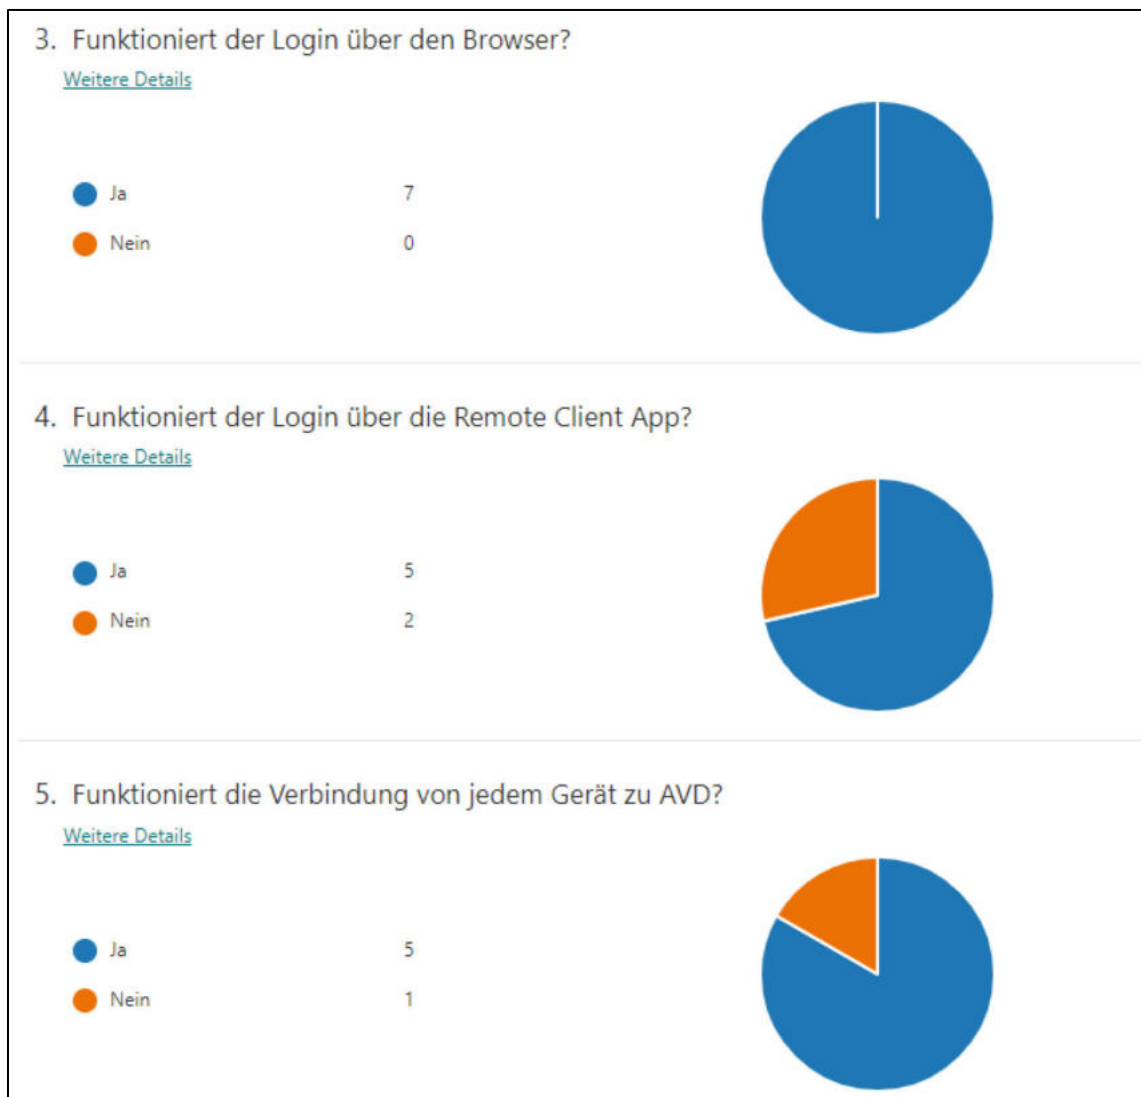 3. Funktioniert der Login über den Browser?
Weitere Details
Ja 7
Nein 0
4. Funktioniert der Login über die Remote Client App?
Weitere Details
Ja 5
Nein 2
5. Funktioniert die Verbindung von jedem Gerät zu AVD?
Weitere Details
Ja 5
Nein 1